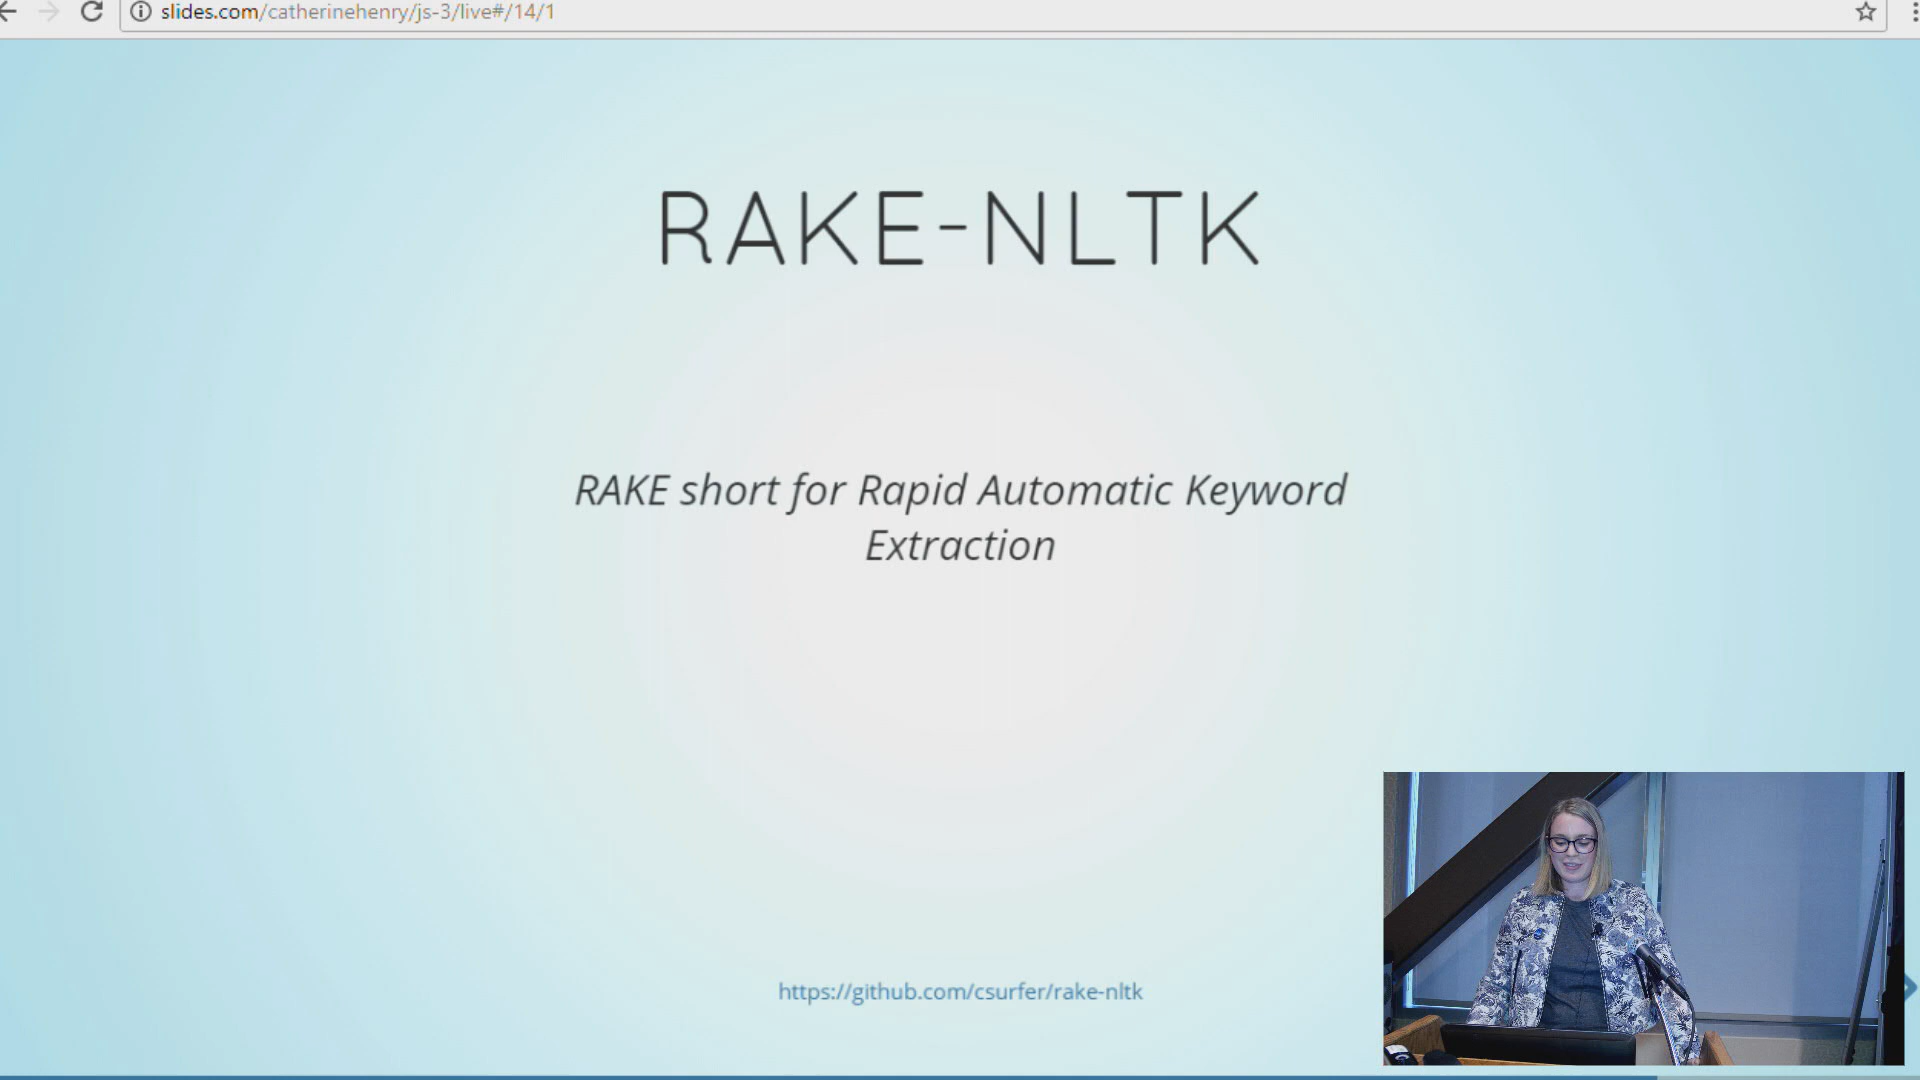 slides.com/catherinehenry/js-3/live#/14/1
RAKE-NLTK
RAKE short for Rapid Automatic Keyword
Extraction
https://github.com/csurfer/rake-nltk